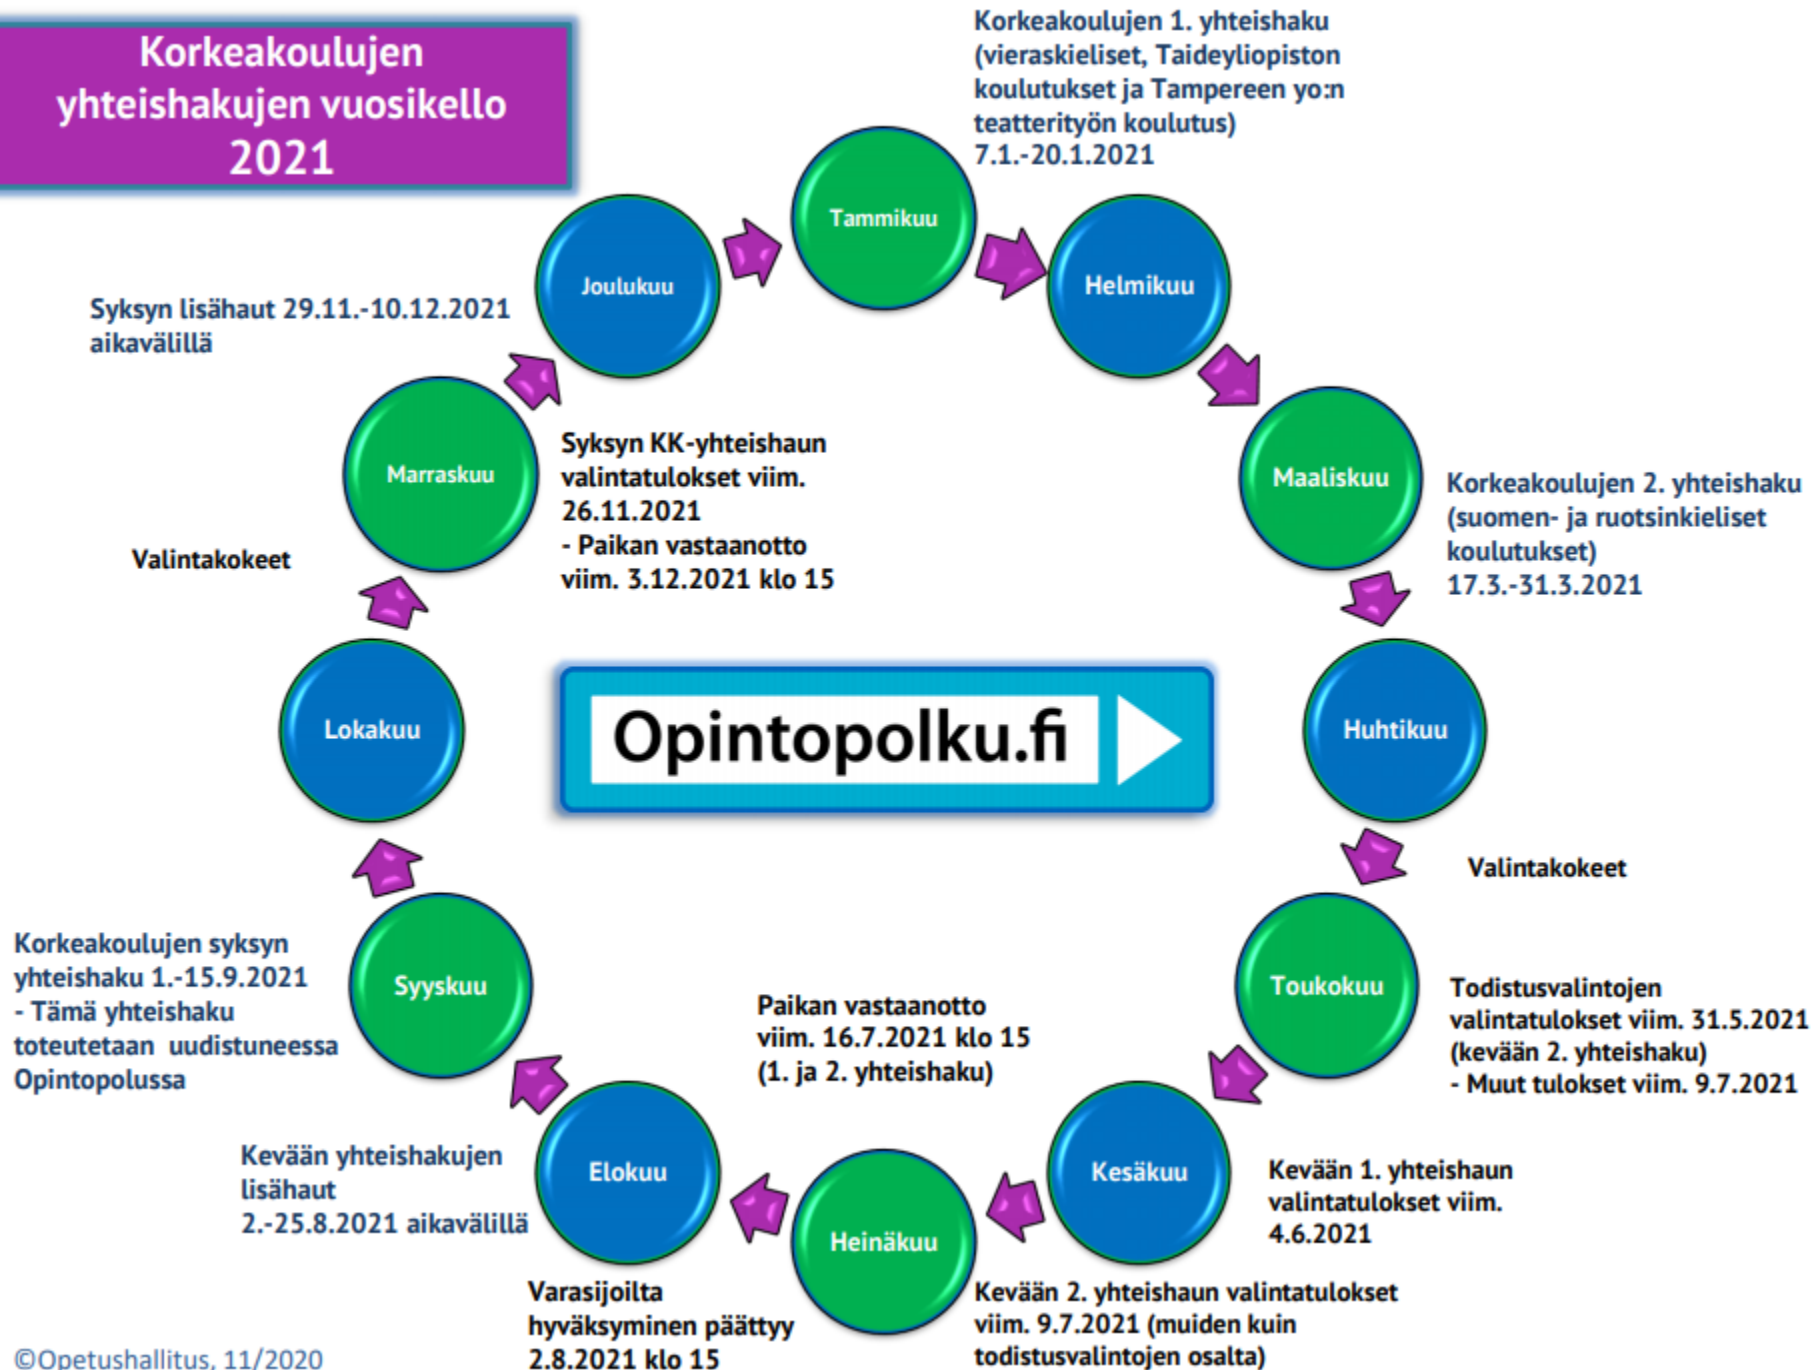 Korkeakoulujen
yhteishakujen vuosikello
2021
Korkeakoulujen 1. yhteishaku
(vieraskieliset, Taideyliopiston
koulutukset ja Tampereen yo:n
teatterityön koulutus)
7.1.-20.1.2021
Tammikuu
Helmikuu
Maaliskuu
Korkeakoulujen 2. yhteishaku
(suomen- ja ruotsinkieliset
koulutukset)
17.3.-31.3.2021
Huhtikuu
Valintakokeet
Toukokuu
Todistusvalintojen
valintatulokset viim. 31.5.2021
(kevään 2. yhteishaku)
- Muut tulokset viim. 9.7.2021
Kesäkuu
Kevään 1. yhteishaun
valintatulokset viim.
4.6.2021
Heinäkuu
Kevään 2. yhteishaun valintatulokset
viim. 9.7.2021 (muiden kuin
todistusvalintojen osalta)
Paikan vastaanotto
viim. 16.7.2021 klo 15
(1. ja 2. yhteishaku)
Elokuu
Varasijoilta
hyväksyminen päättyy
2.8.2021 klo 15
Kevään yhteishakujen
lisähaut
2.-25.8.2021 aikavälillä
Syyskuu
Korkeakoulujen syksyn
yhteishaku 1.-15.9.2021
- Tämä yhteishaku
toteutetaan uudistuneessa
Opintopolussa
Lokakuu
Valintakokeet
Marraskuu
Syksyn KK-yhteishaun
valintatulokset viim.
26.11.2021
- Paikan vastaanotto
viim. 3.12.2021 klo 15
Joulukuu
Syksyn lisähaut 29.11.-10.12.2021
aikavälillä
Opintopolku.fi
©Opetushallitus, 11/2020